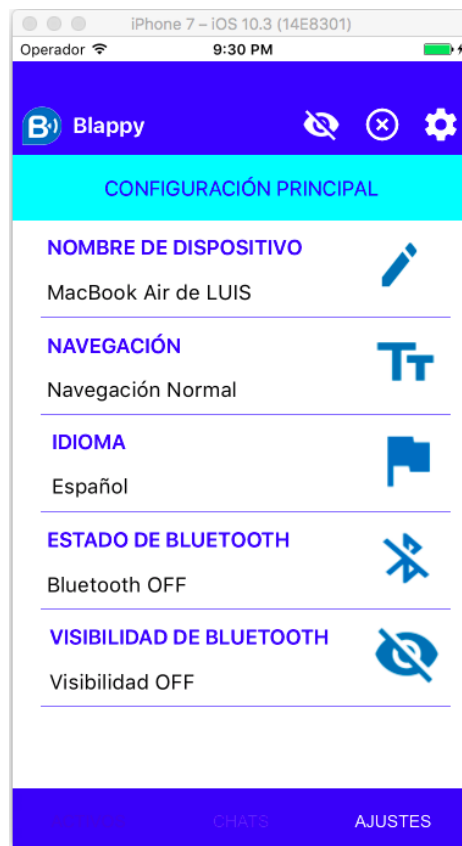 iPhone 7 – iOS 10.3 (14E8301)
Operador 9:30 PM
Blappy
CONFIGURACIÓN PRINCIPAL
NOMBRE DE DISPOSITIVO
MacBook Air de LUIS
NAVEGACIÓN
Navegación Normal
IDIOMA
Español
ESTADO DE BLUETOOTH
Bluetooth OFF
VISIBILIDAD DE BLUETOOTH
Visibilidad OFF
CHATS AJUSTES